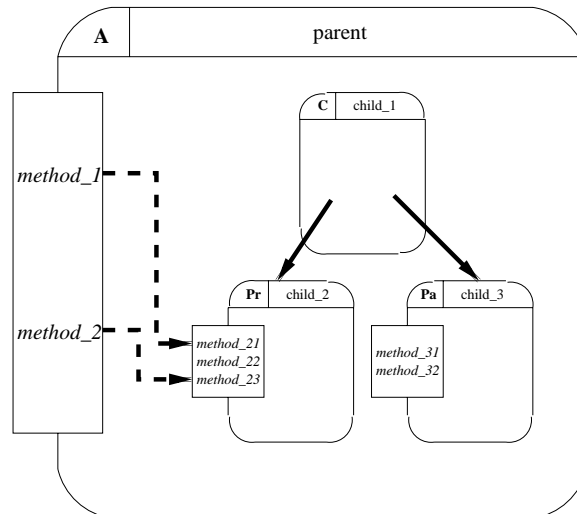 A parent
C child_1
method_1
method_2
Pr child_2
Pa child_3
method_21
method_22
method_23
method_31
method_32